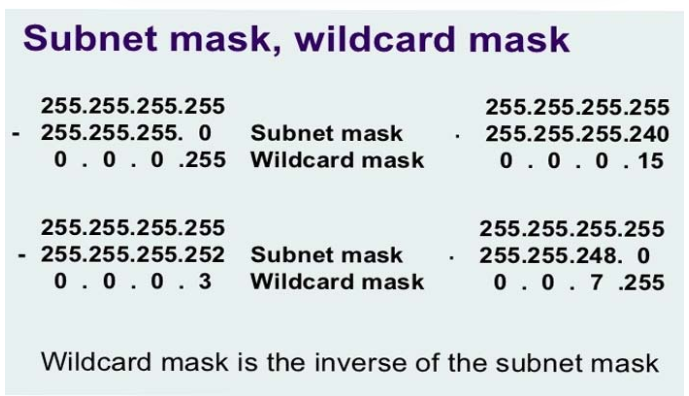 Subnet mask, wildcard mask
255.255.255.255
- 255.255.255. 0 Subnet mask
0 . 0 . 0 .255 Wildcard mask
255.255.255.255
. 255.255.255.240
0 . 0 . 0 . 15
255.255.255.255
- 255.255.255.252 Subnet mask
0 . 0 . 0 . 3 Wildcard mask
255.255.255.255
. 255.255.248. 0
0 . 0 . 7 .255
Wildcard mask is the inverse of the subnet mask